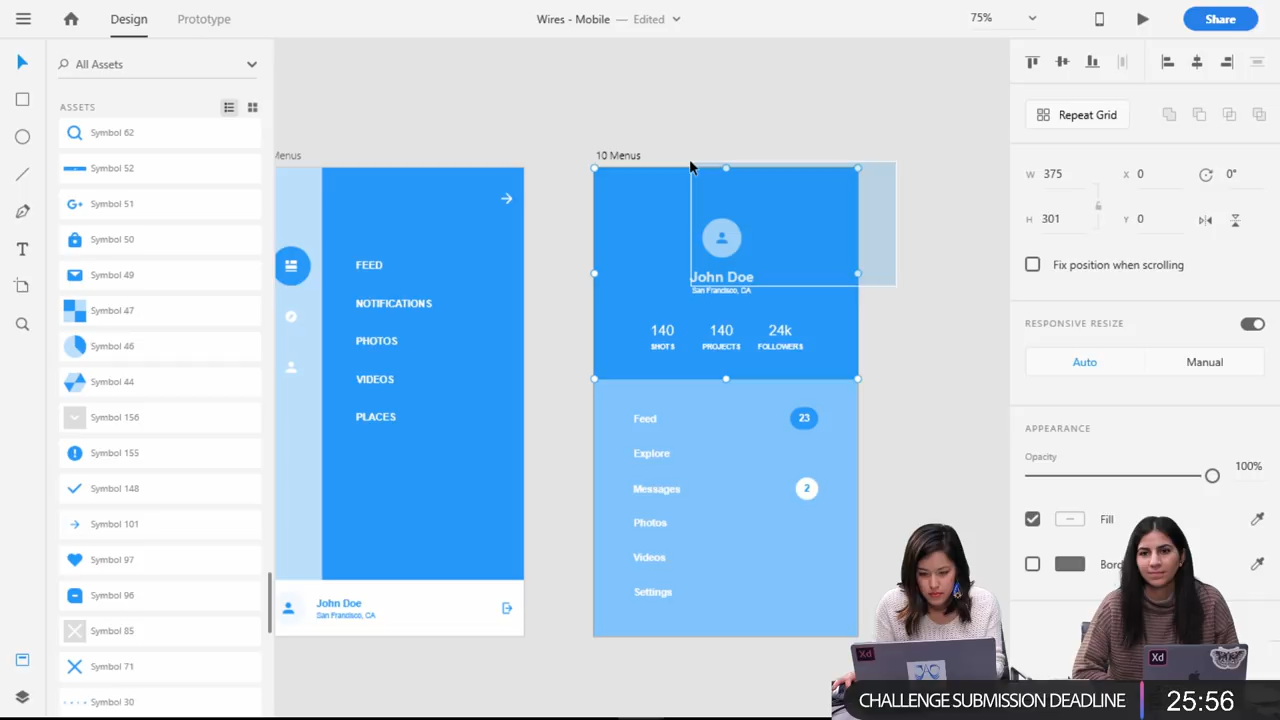 Design
Prototype
Wires - Mobile — Edited
75%
Share
All Assets
ASSETS
Symbol 62
Symbol 52
Symbol 51
Symbol 50
Symbol 49
Symbol 47
Symbol 46
Symbol 44
Symbol 156
Symbol 155
Symbol 148
Symbol 101
Symbol 97
Symbol 96
Symbol 85
Symbol 71
Symbol 30
Menus
FEED
NOTIFICATIONS
PHOTOS
VIDEOS
PLACES
John Doe
San Francisco, CA
10 Menus
John Doe
San Francisco, CA
140 140 24k
SHOTS PROJECTS FOLLOWERS
Feed 23
Explore
Messages 2
Photos
Videos
Settings
Repeat Grid
W 375 X 0 0°
H 301 Y 0
Fix position when scrolling
RESPONSIVE RESIZE
Auto Manual
APPEARANCE
Opacity
100%
Fill
Bor
Xd
Xd
CHALLENGE SUBMISSION DEADLINE 25:56